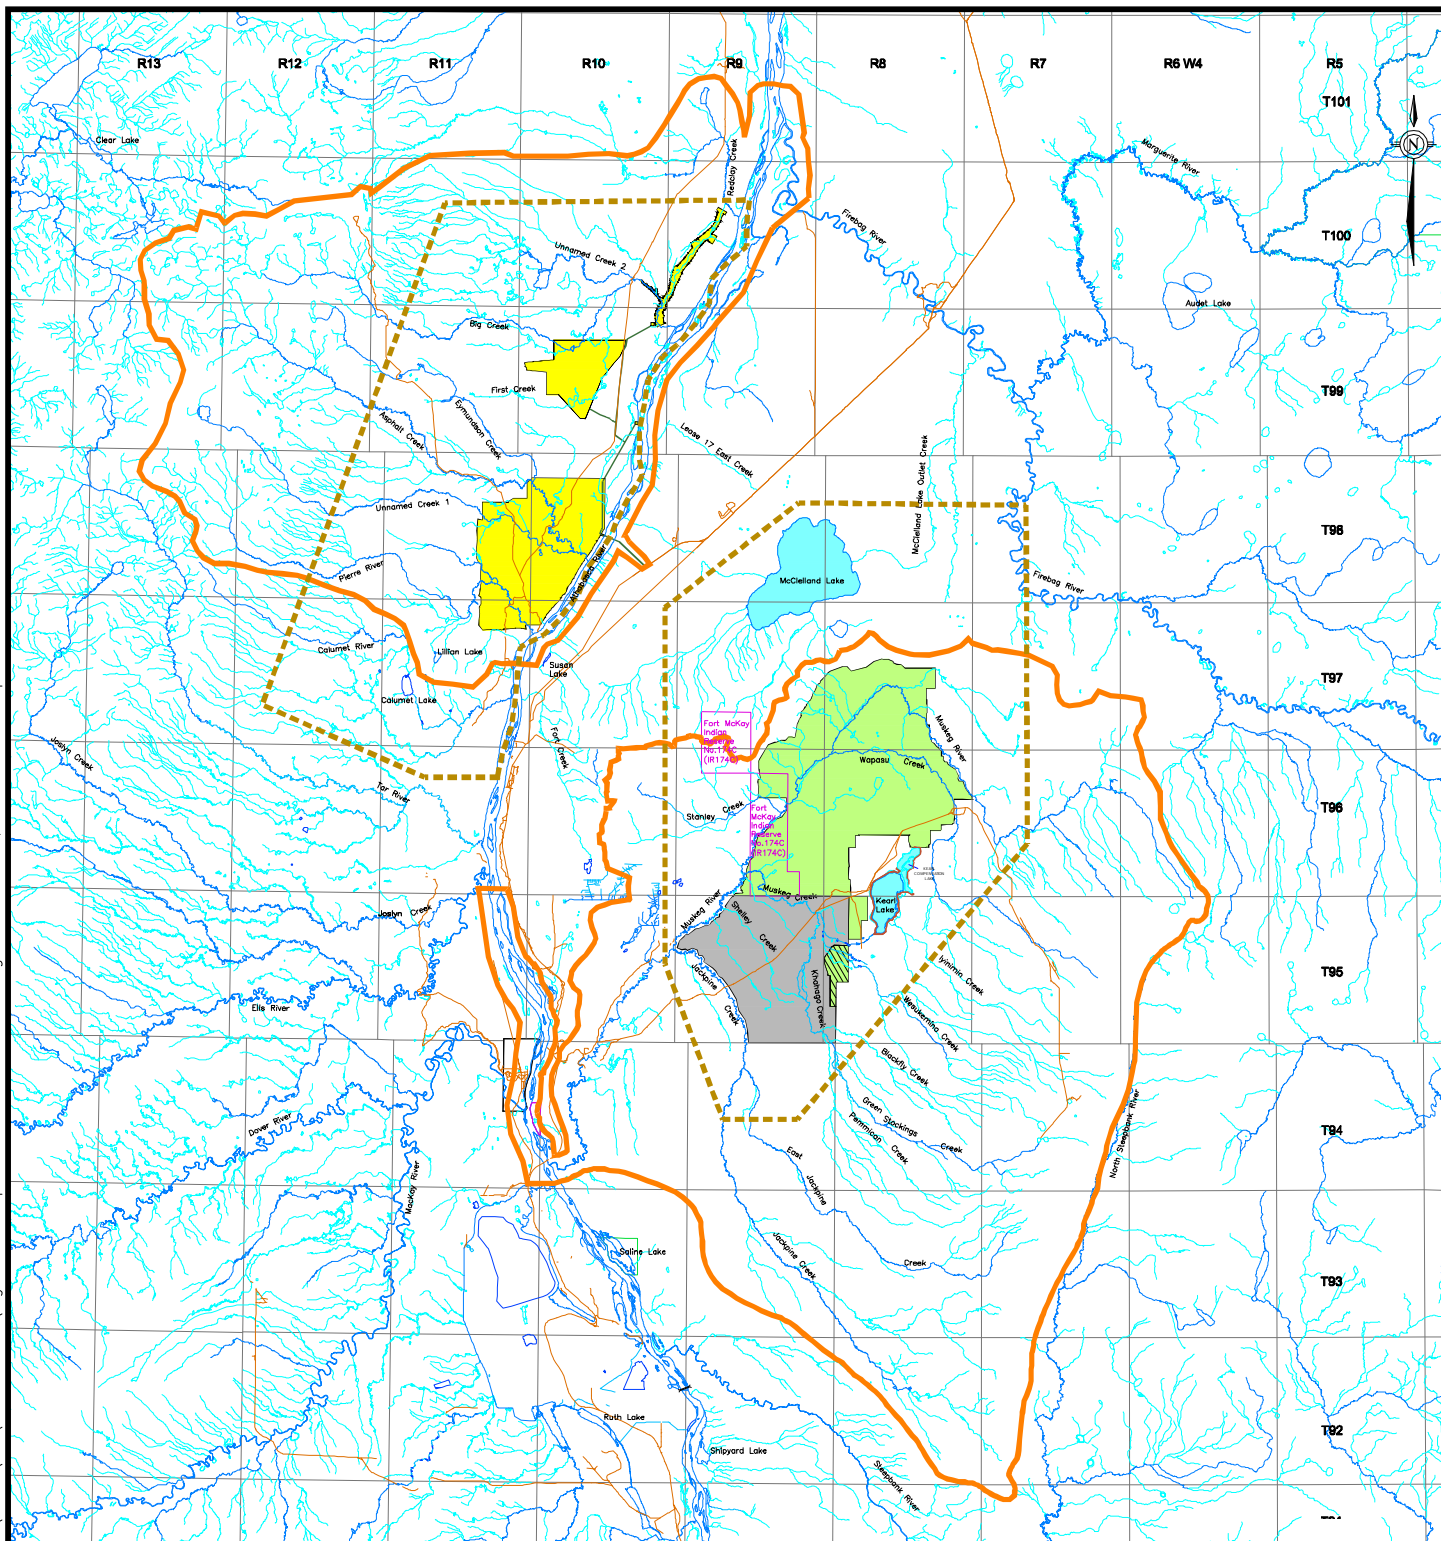 R13
R12
R11
R10
R9
R8
R7
R6 W4
R5
T101
Clear Lake
Marguerite River
N
Redclay Creek
Firebag River
T100
Unnamed Creek 2
Audet Lake
Big Creek
First Creek
T99
Eymundson Creek
Asphalt Creek
Lease 17 East Creek
McClelland Lake Outlet Creek
Unnamed Creek 1
T98
Pierre River
Athabasca River
McClelland Lake
Firebag River
Calumet River
Lillian Lake
Susan
Lake
T97
Calumet Lake
Fort McKay
Indian
Reserve
No.174C
(IR174C)
Muskeg River
Joslyn Creek
Fort Creek
Wapasu Creek
Tar River
Stanley Creek
Fort
McKay
Indian
Reserve
No.174C
(IR174C)
T96
COMPENSATION
LAKE
Muskeg Creek
Kearl
Lake
Joslyn Creek
Muskeg River
Shelley Creek
Iyinimin Creek
T95
Jackpine Creek
Khahago Creek
Ells River
Wesukemina Creek
Blackfly Creek
Dover River
Green Stockings Creek
Pemmican Creek
North Steepbank River
T94
East Jackpine Creek
MacKay River
Jackpine Creek
Saline Lake
T93
Ruth Lake
Shipyard Lake
Steepbank River
T92